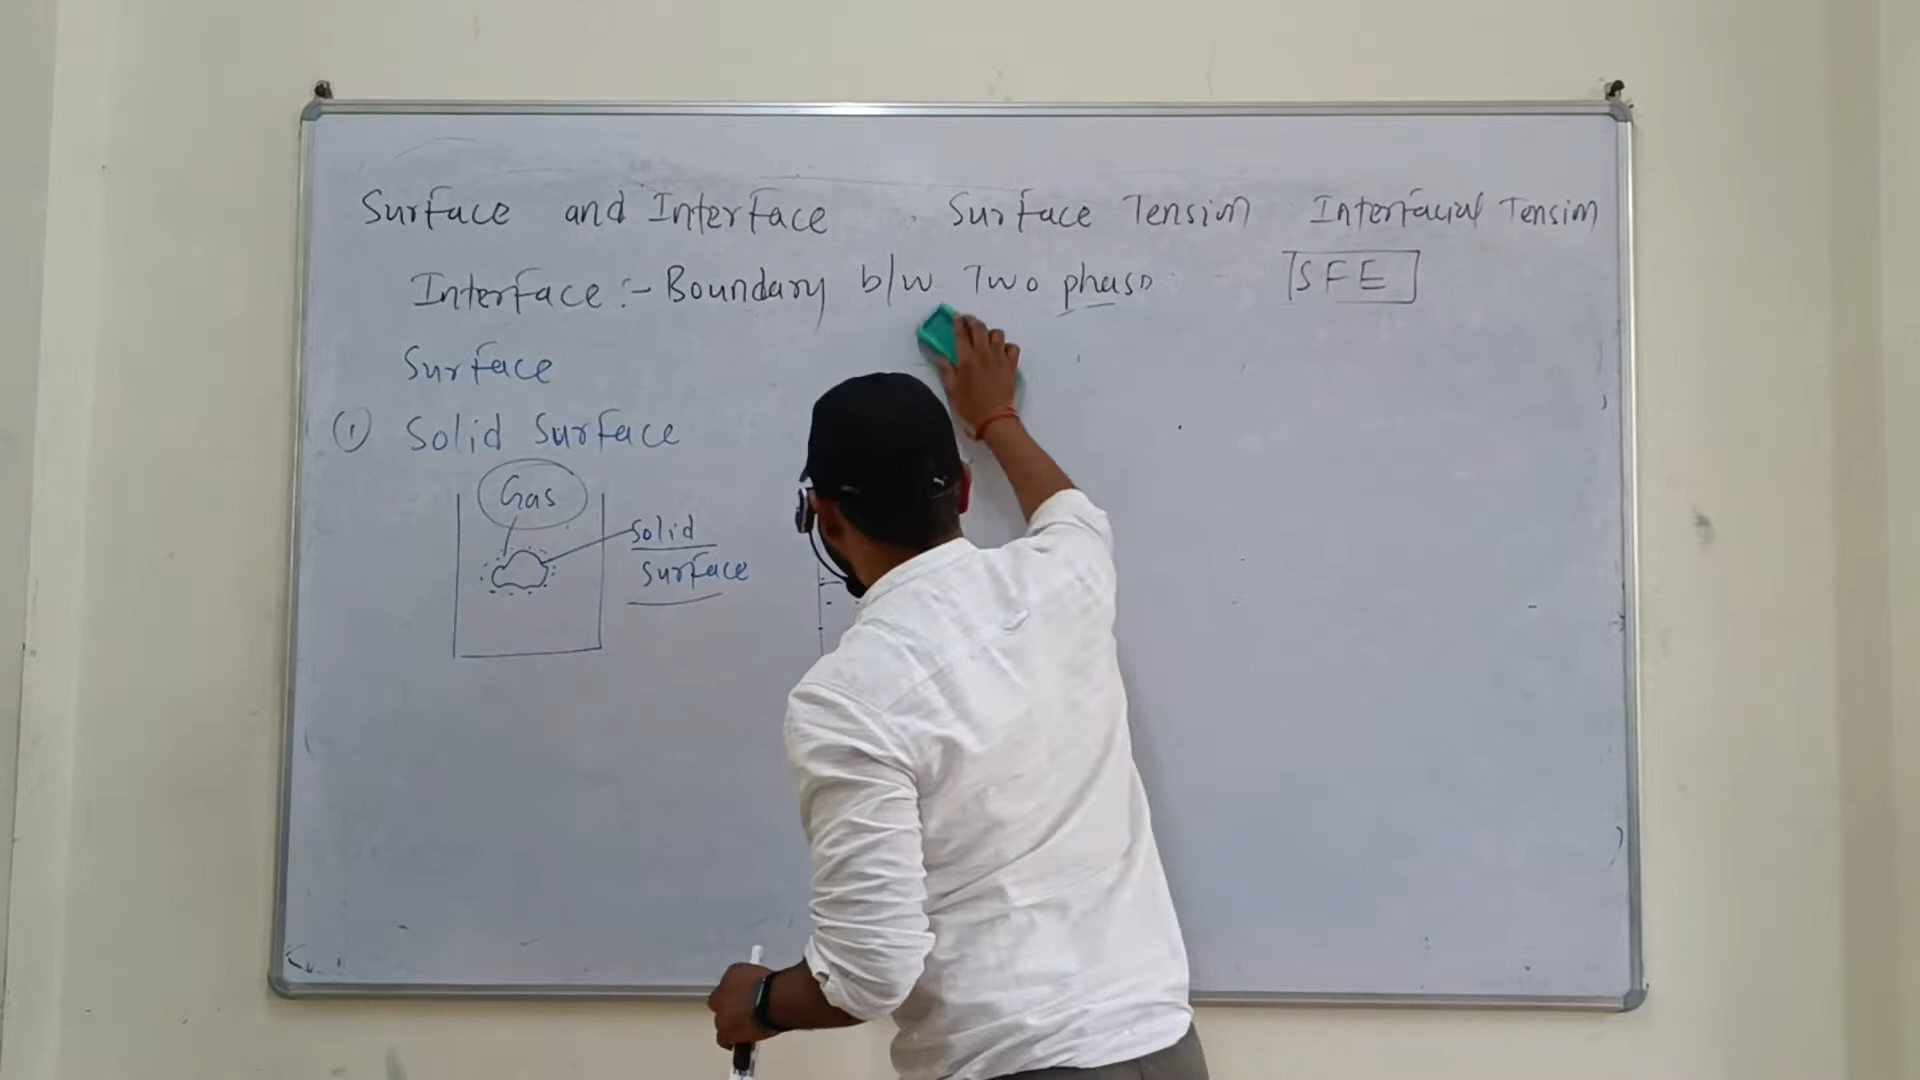 Surface and Interface Surface Tension Interfacial Tension
Interface :- Boundary b/w Two phase
SFE
Surface
① Solid Surface
Gas
Solid
Surface